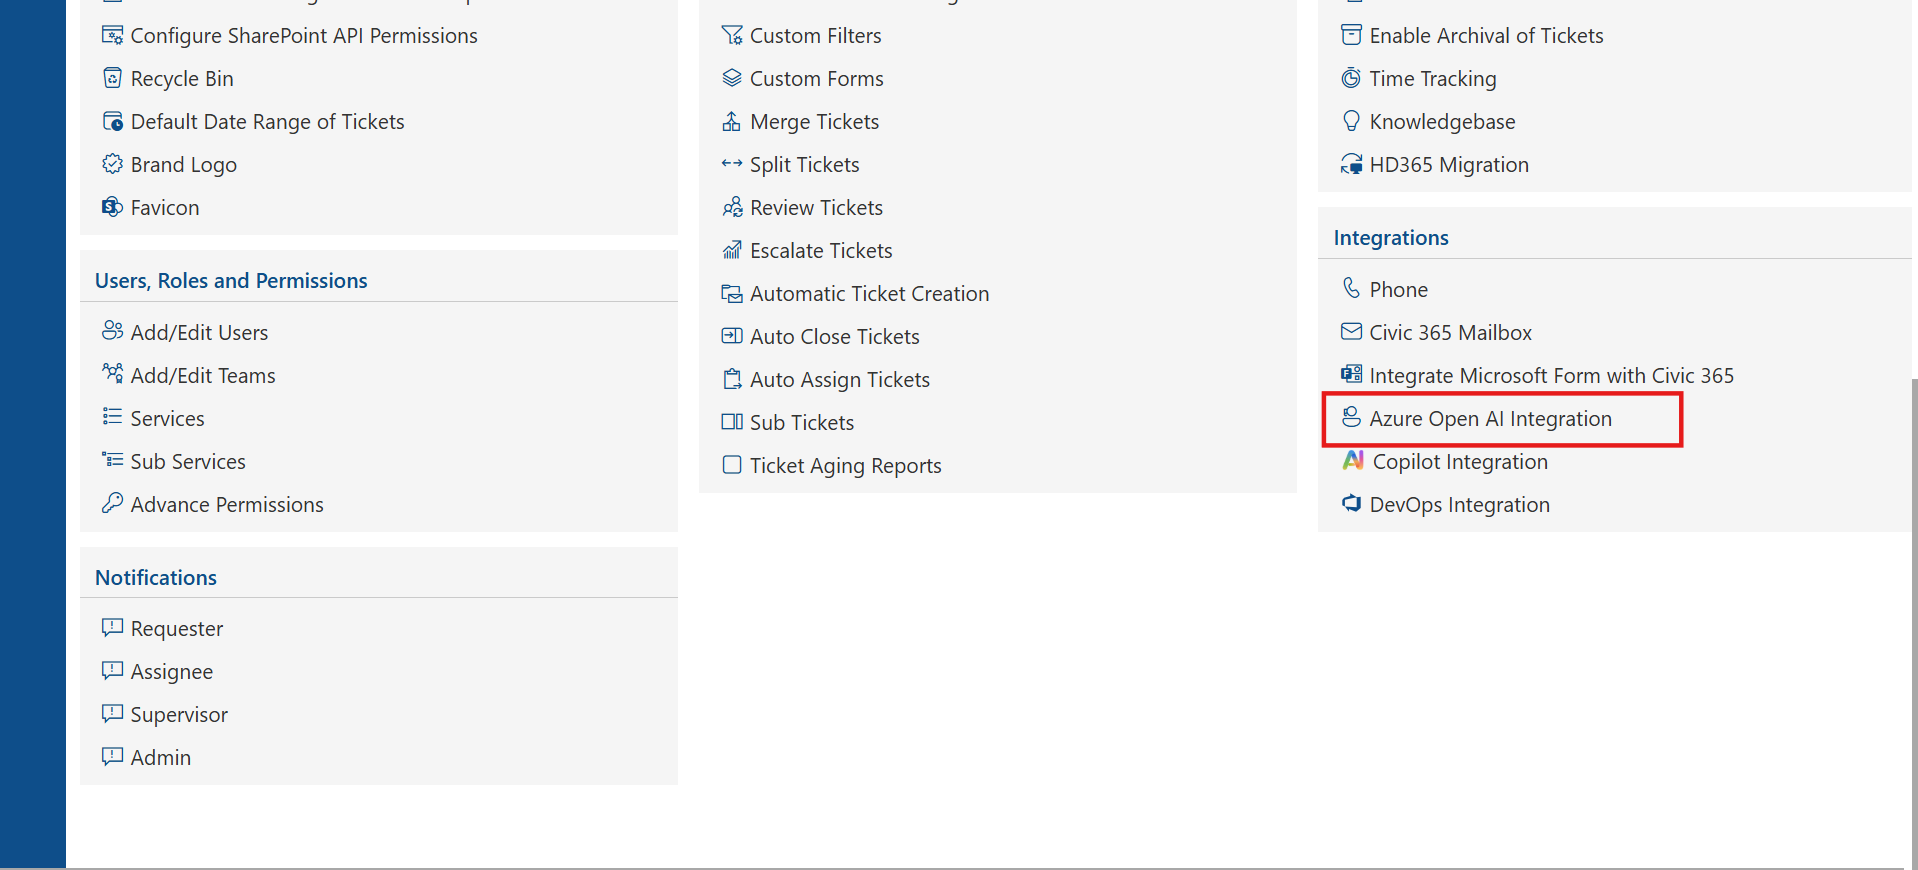 Configure SharePoint API Permissions
Recycle Bin
Default Date Range of Tickets
Brand Logo
Favicon
Users, Roles and Permissions
Add/Edit Users
Add/Edit Teams
Services
Sub Services
Advance Permissions
Notifications
Requester
Assignee
Supervisor
Admin
Custom Filters
Custom Forms
Merge Tickets
Split Tickets
Review Tickets
Escalate Tickets
Automatic Ticket Creation
Auto Close Tickets
Auto Assign Tickets
Sub Tickets
Ticket Aging Reports
Enable Archival of Tickets
Time Tracking
Knowledgebase
HD365 Migration
Integrations
Phone
Civic 365 Mailbox
Integrate Microsoft Form with Civic 365
Azure Open AI Integration
Copilot Integration
DevOps Integration